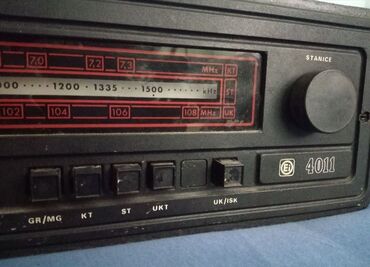 7,0 7,2 7,3 MHz KT
1200 1335 1500 kHz ST
102 104 106 108 MHz UK
STANICE
Ei 4011
GR/MG KT ST UKT UK/ISK